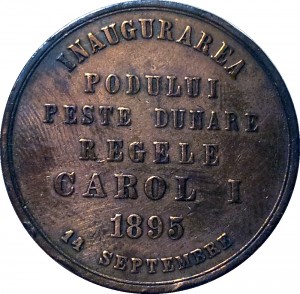 INAUGURAREA
PODULUI
PESTE DUNARE
REGELE
CAROL I
1895
14 SEPTEMBRE